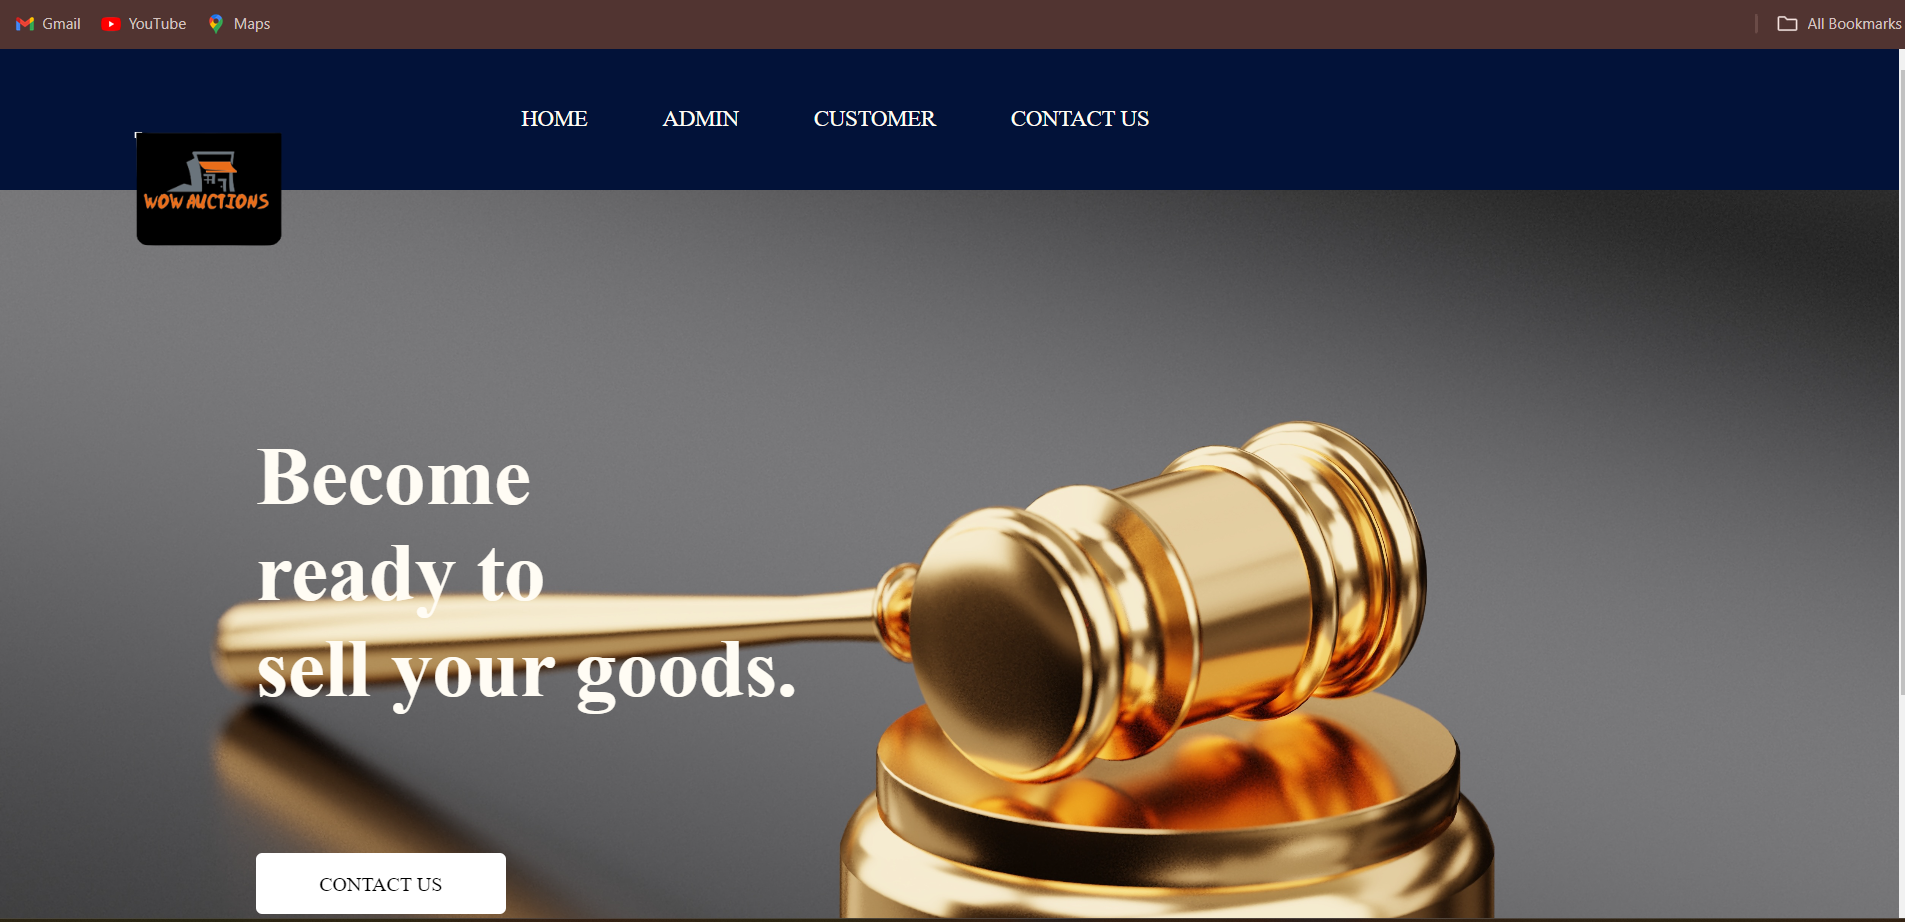 Gmail YouTube Maps All Bookmarks
HOME ADMIN CUSTOMER CONTACT US
WOW AUCTIONS
Become
ready to
sell your goods.
CONTACT US